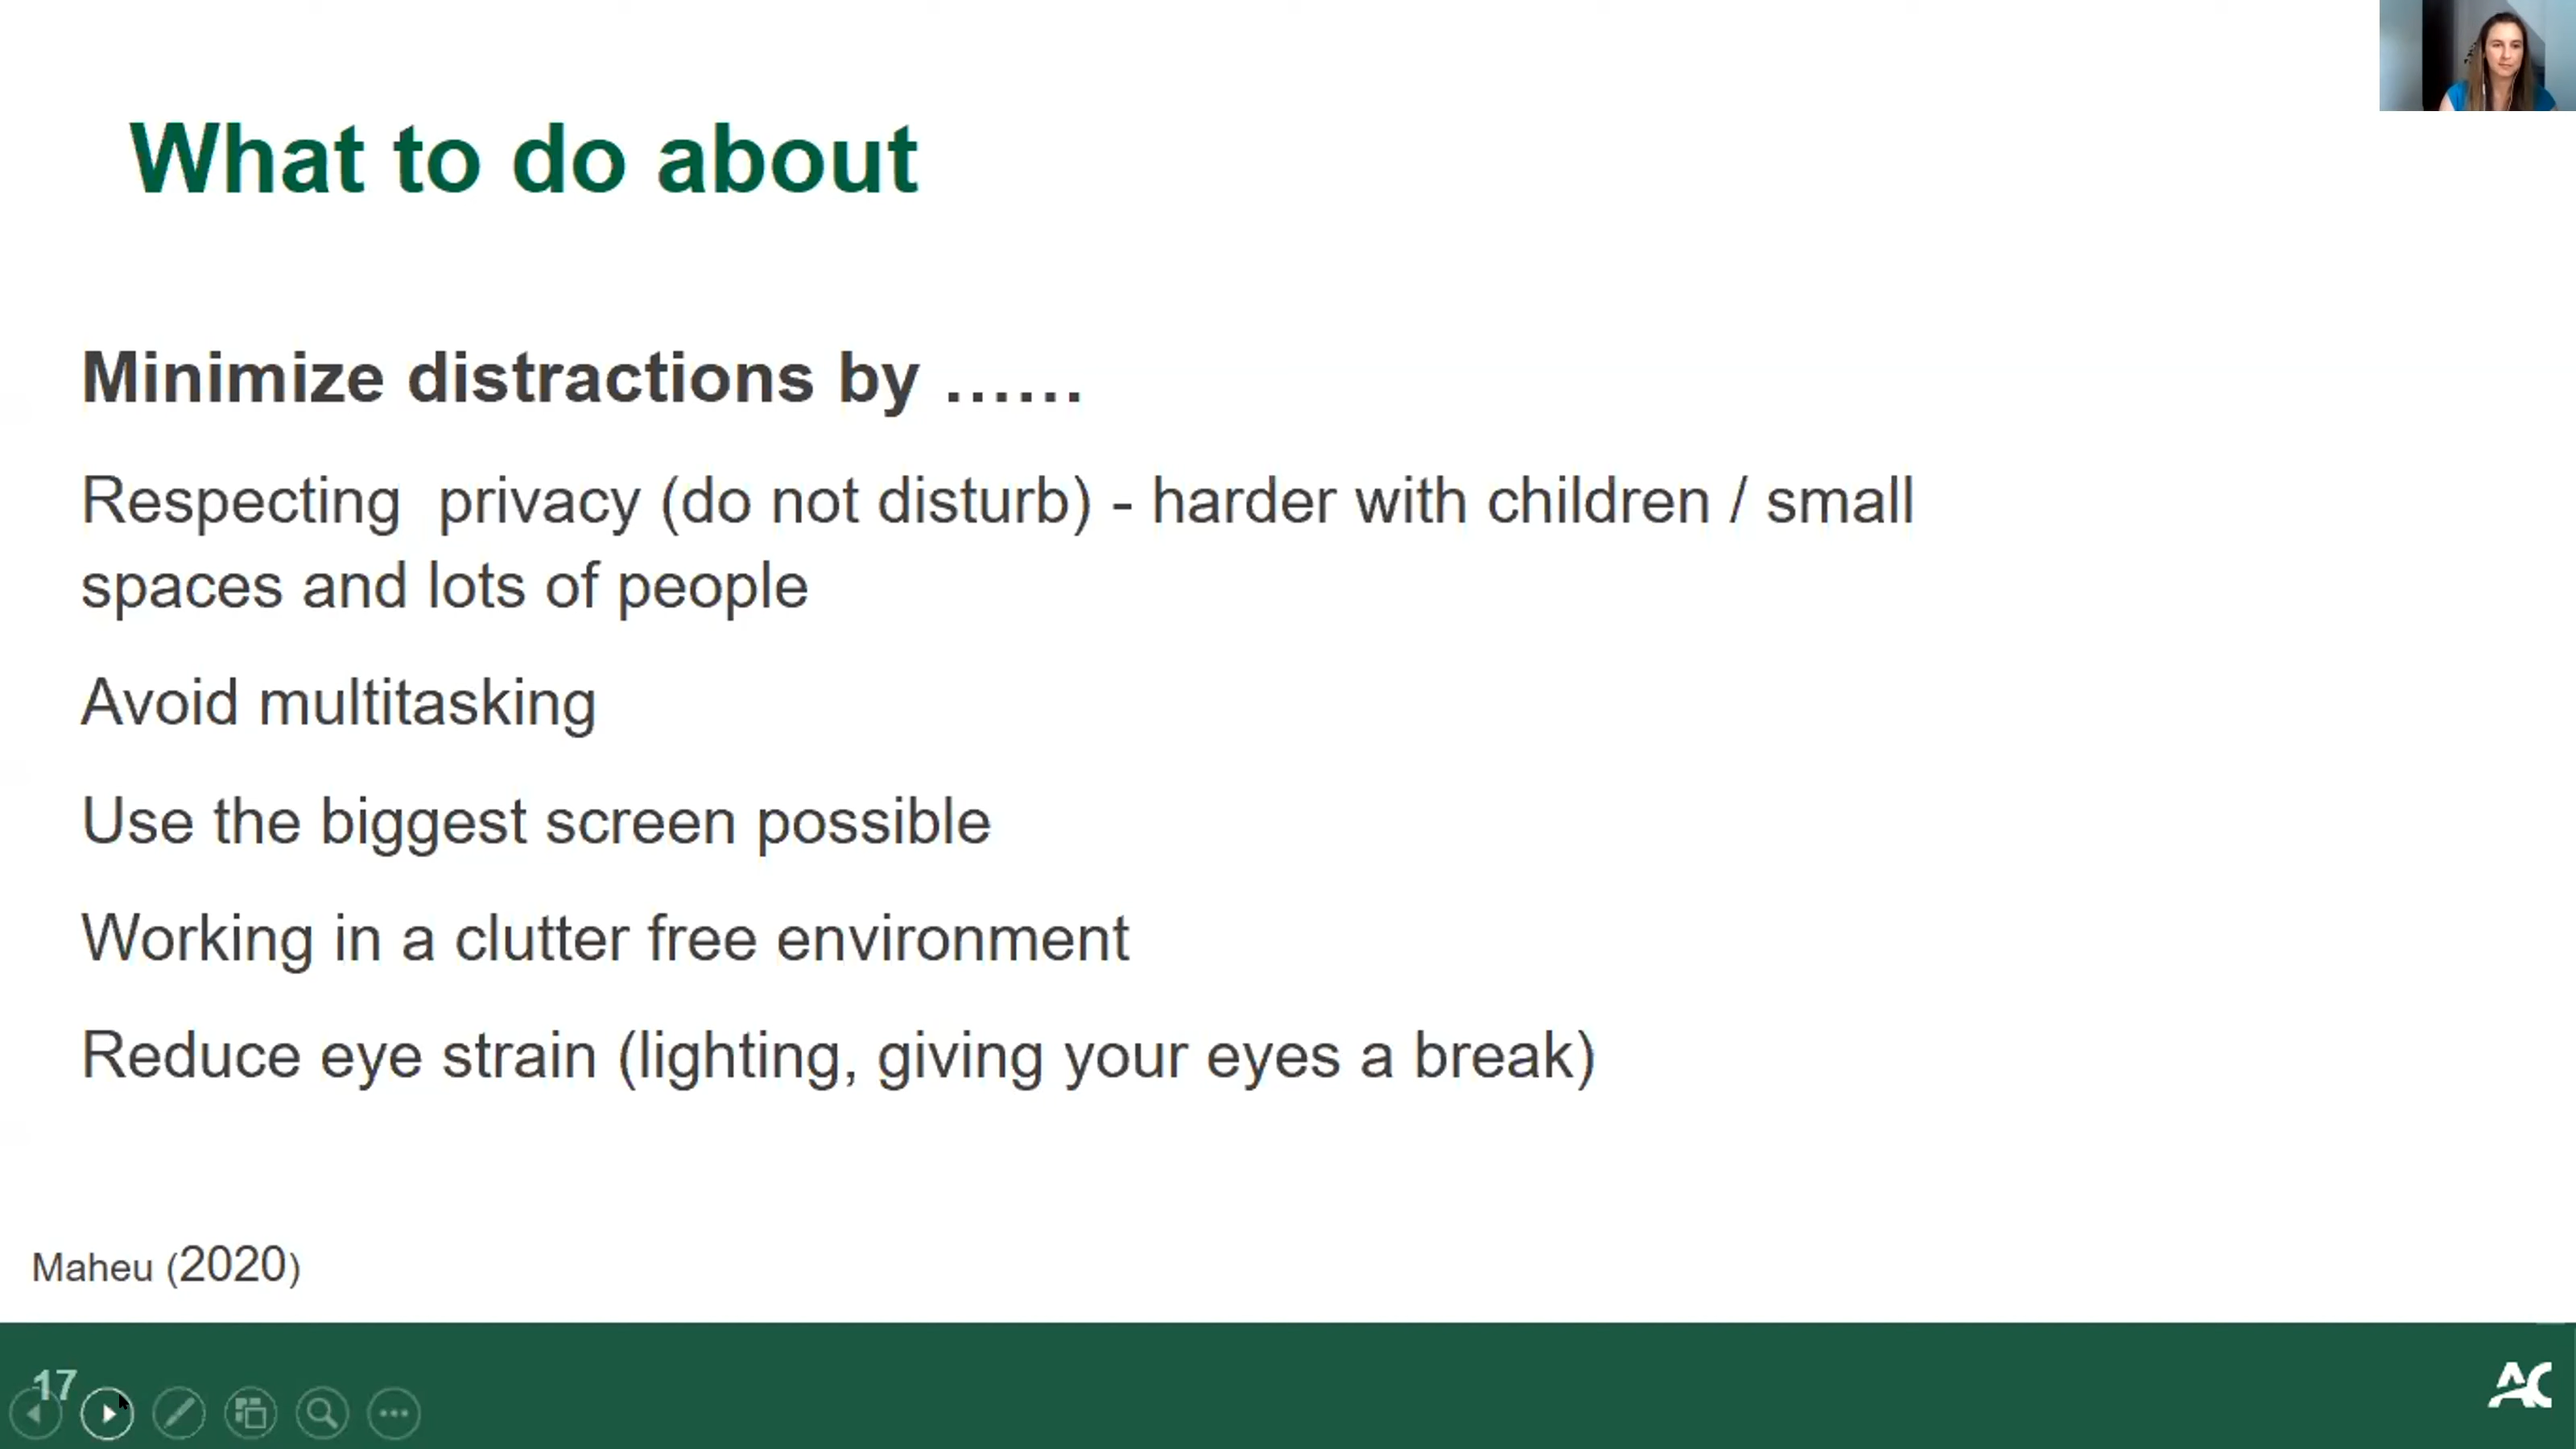 What to do about
Minimize distractions by ......
Respecting  privacy (do not disturb) - harder with children / small
spaces and lots of people
Avoid multitasking
Use the biggest screen possible
Working in a clutter free environment
Reduce eye strain (lighting, giving your eyes a break)
Maheu (2020)
17
AC